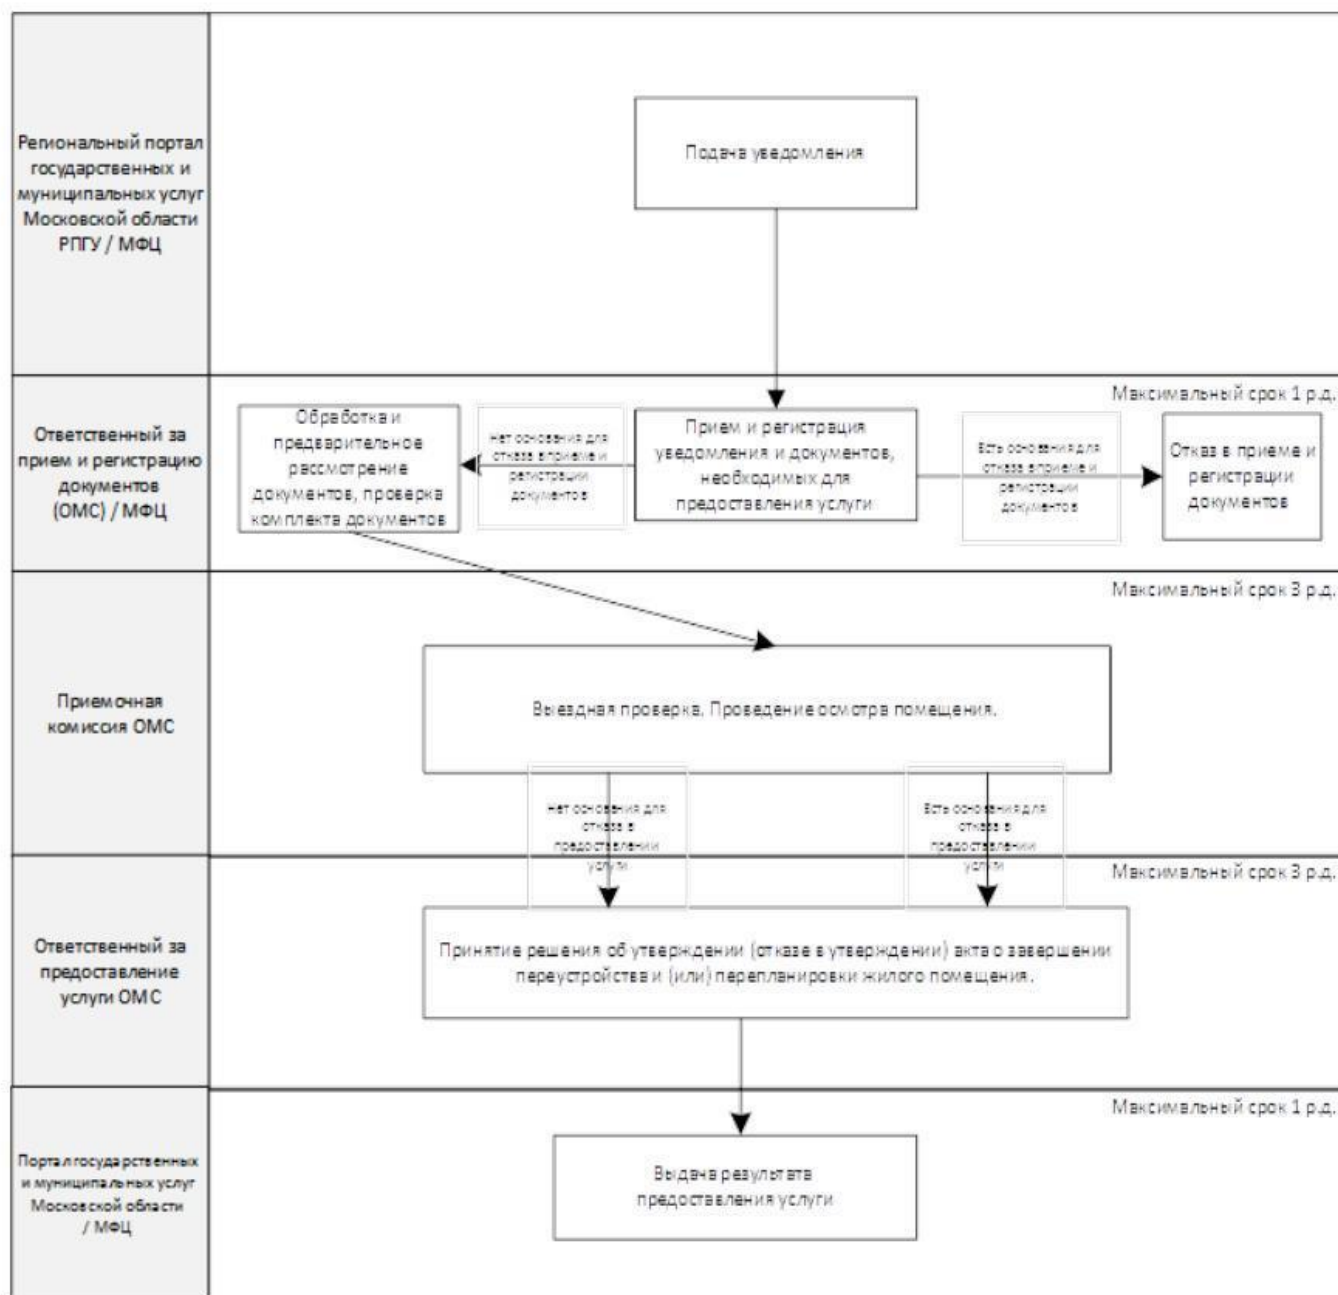 Региональный портал
государственных и
муниципальных услуг
Московской области
РПГУ / МФЦ
Подача уведомления
Ответственный за
прием и регистрацию
документов
(ОМС) / МФЦ
Максимальный срок 1 р.д.
Обработка и
предварительное
рассмотрение
документов, проверка
комплекта документов
Нет основания для
отказа в приеме и
регистрации
документов
Прием и регистрация
уведомления и документов,
необходимых для
предоставления услуги
Есть основания для
отказа в приеме и
регистрации
документов
Отказ в приеме и
регистрации
документов
Приемочная
комиссия ОМС
Максимальный срок 3 р.д.
Выездная проверка. Проведение осмотра помещения.
Нет основания для
отказа в
предоставлении
услуги
Есть основания для
отказа в
предоставлении
услуги
Ответственный за
предоставление
услуги ОМС
Максимальный срок 3 р.д.
Принятие решения об утверждении (отказе в утверждении) акта о завершении
переустройства и (или) перепланировки жилого помещения.
Портал государственных
и муниципальных услуг
Московской области
/ МФЦ
Максимальный срок 1 р.д.
Выдача результата
предоставления услуги